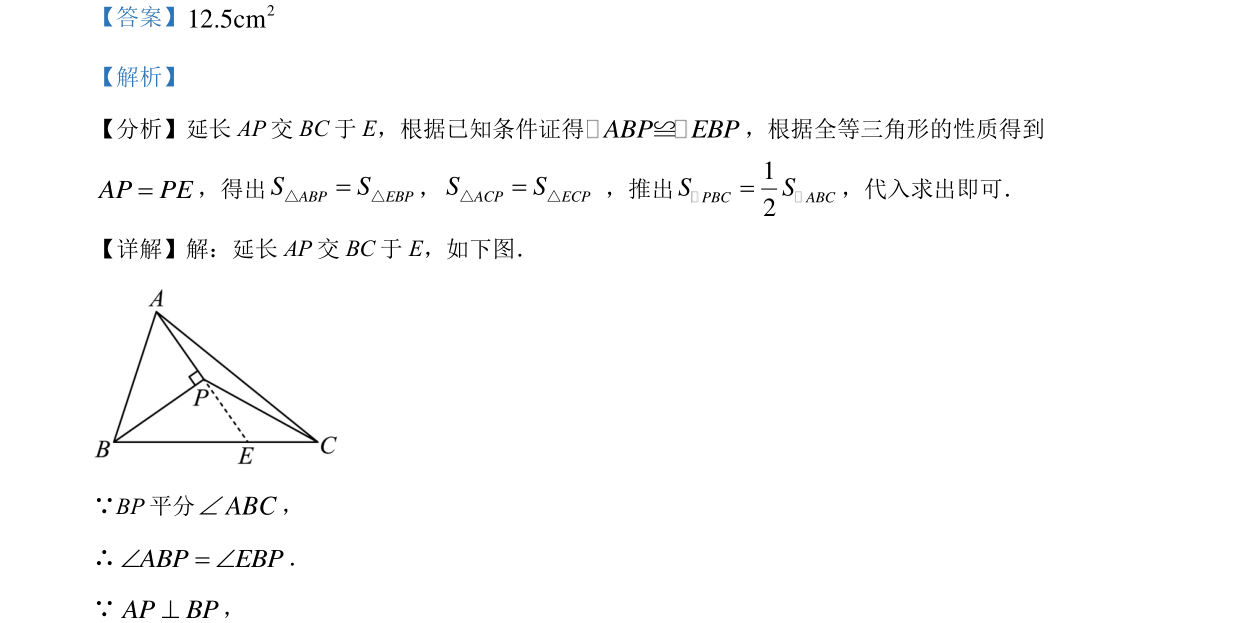 【答案】12.5cm²
【解析】
【分析】延长 AP 交 BC 于 E，根据已知条件证得▯ABP≌▯EBP，根据全等三角形的性质得到
AP = PE，得出 S△ABP = S△EBP，S△ACP = S△ECP ，推出 S▯PBC = 1/2 S▯ABC，代入求出即可．
【详解】解：延长 AP 交 BC 于 E，如下图．
A
P
B
E
C
∵BP 平分∠ABC，
∴∠ABP = ∠EBP．
∵ AP ⊥ BP，